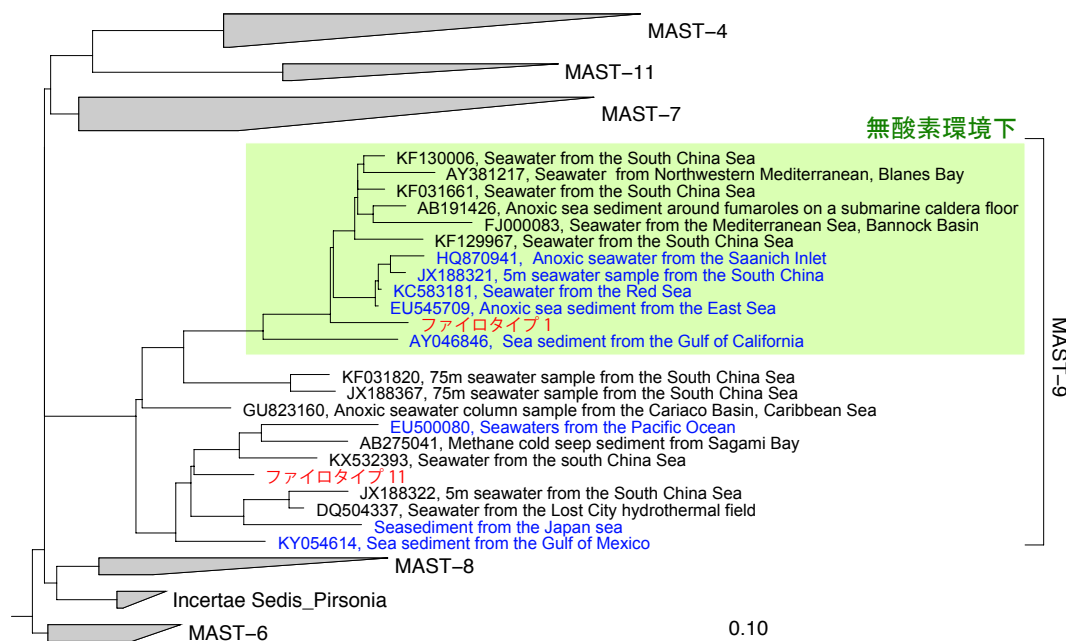 MAST-4
MAST-11
MAST-7
無酸素環境下
KF130006, Seawater from the South China Sea
AY381217, Seawater from Northwestern Mediterranean, Blanes Bay
KF031661, Seawater from the South China Sea
AB191426, Anoxic sea sediment around fumaroles on a submarine caldera floor
FJ000083, Seawater from the Mediterranean Sea, Bannock Basin
KF129967, Seawater from the South China Sea
HQ870941, Anoxic seawater from the Saanich Inlet
JX188321, 5m seawater sample from the South China
KC583181, Seawater from the Red Sea
EU545709, Anoxic sea sediment from the East Sea
ファイロタイプ 1
AY046846, Sea sediment from the Gulf of California
MAST-9
KF031820, 75m seawater sample from the South China Sea
JX188367, 75m seawater sample from the South China Sea
GU823160, Anoxic seawater column sample from the Cariaco Basin, Caribbean Sea
EU500080, Seawaters from the Pacific Ocean
AB275041, Methane cold seep sediment from Sagami Bay
KX532393, Seawater from the south China Sea
ファイロタイプ 11
JX188322, 5m seawater from the South China Sea
DQ504337, Seawater from the Lost City hydrothermal field
Seasediment from the Japan sea
KY054614, Sea sediment from the Gulf of Mexico
MAST-8
Incertae Sedis_Pirsonia
MAST-6
0.10